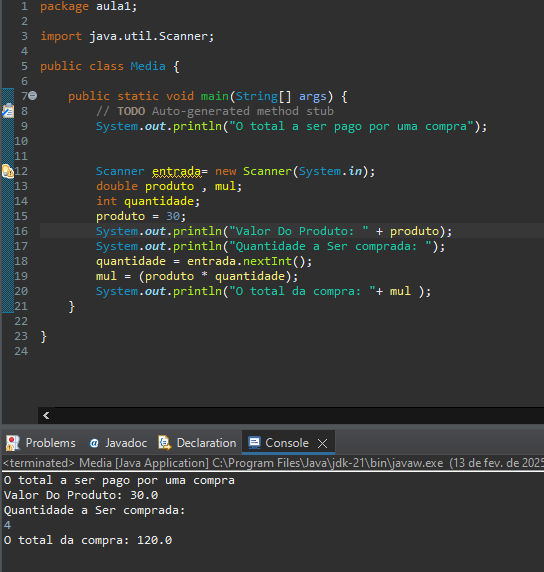 1 package aula1;
2
3 import java.util.Scanner;
4
5 public class Media {
6
7 public static void main(String[] args) {
8 // TODO Auto-generated method stub
9 System.out.println("O total a ser pago por uma compra");
10
11
12 Scanner entrada= new Scanner(System.in);
13 double produto , mul;
14 int quantidade;
15 produto = 30;
16 System.out.println("Valor Do Produto: " + produto);
17 System.out.println("Quantidade a Ser comprada: ");
18 quantidade = entrada.nextInt();
19 mul = (produto * quantidade);
20 System.out.println("O total da compra: "+ mul );
21 }
22
23 }
24
Problems @ Javadoc Declaration Console
<terminated> Media [Java Application] C:\Program Files\Java\jdk-21\bin\javaw.exe (13 de fev. de 2025
O total a ser pago por uma compra
Valor Do Produto: 30.0
Quantidade a Ser comprada:
4
O total da compra: 120.0